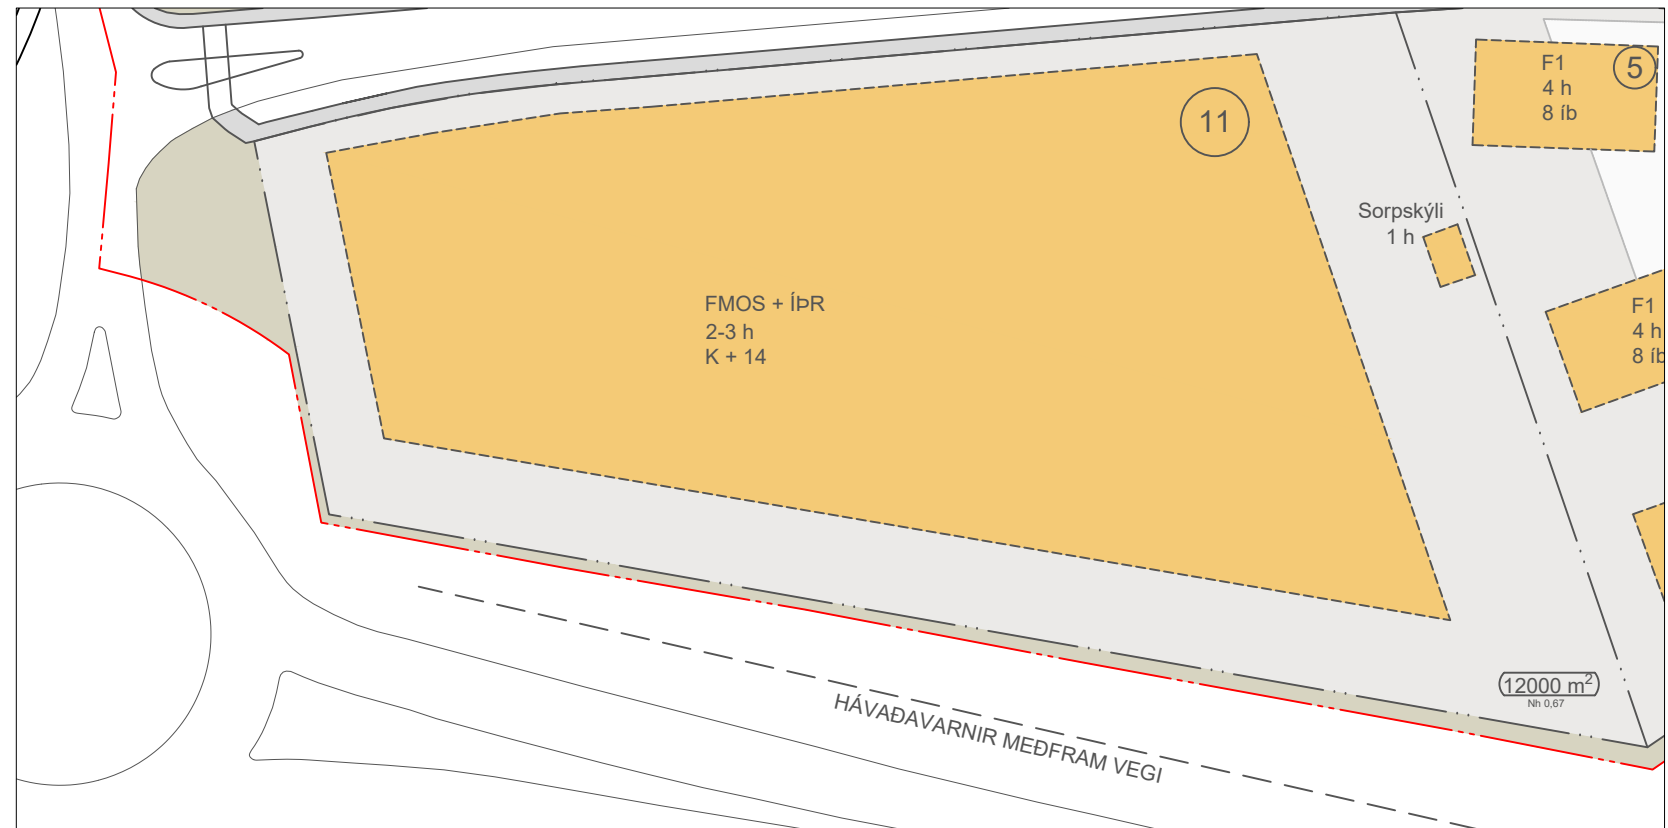 F1
4 h
8 íb
5
11
Sorpskýli
1 h
FMOS + ÍÞR
2-3 h
K + 14
F1
4 h
8 íb
12000 m²
Nh 0,67
HÁVAÐAVARNIR MEÐFRAM VEGI